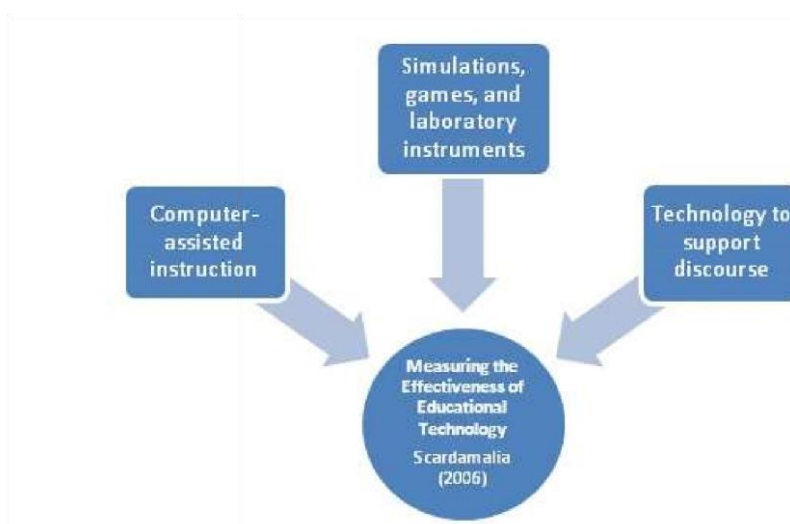 Simulations,
games, and
laboratory
instruments
Computer-
assisted
instruction
Technology to
support
discourse
Measuring the
Effectiveness of
Educational
Technology
Scardamalia
(2006)